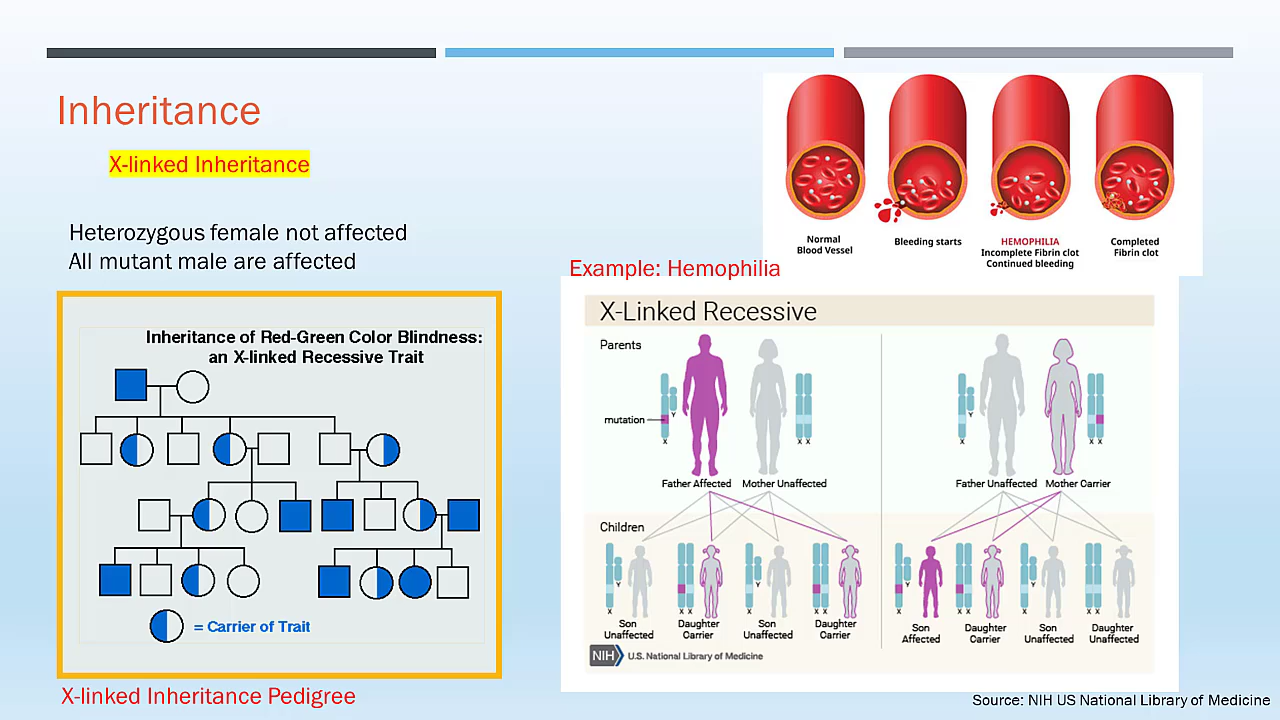 Inheritance
X-linked Inheritance
Heterozygous female not affected
All mutant male are affected
Normal
Blood Vessel
Bleeding starts
HEMOPHILIA
Incomplete Fibrin clot
Continued bleeding
Completed
Fibrin clot
Example: Hemophilia
Inheritance of Red-Green Color Blindness:
an X-linked Recessive Trait
= Carrier of Trait
X-linked Inheritance Pedigree
X-Linked Recessive
Parents
mutation
X
Y
X X
X
Y
X X
Father Affected
Mother Unaffected
Father Unaffected
Mother Carrier
Children
X
Y
X X
X
Y
X X
X
Y
X X
X
Y
X X
Son
Unaffected
Daughter
Carrier
Son
Unaffected
Daughter
Carrier
Son
Affected
Daughter
Carrier
Son
Unaffected
Daughter
Unaffected
NIH U.S. National Library of Medicine
Source: NIH US National Library of Medicine